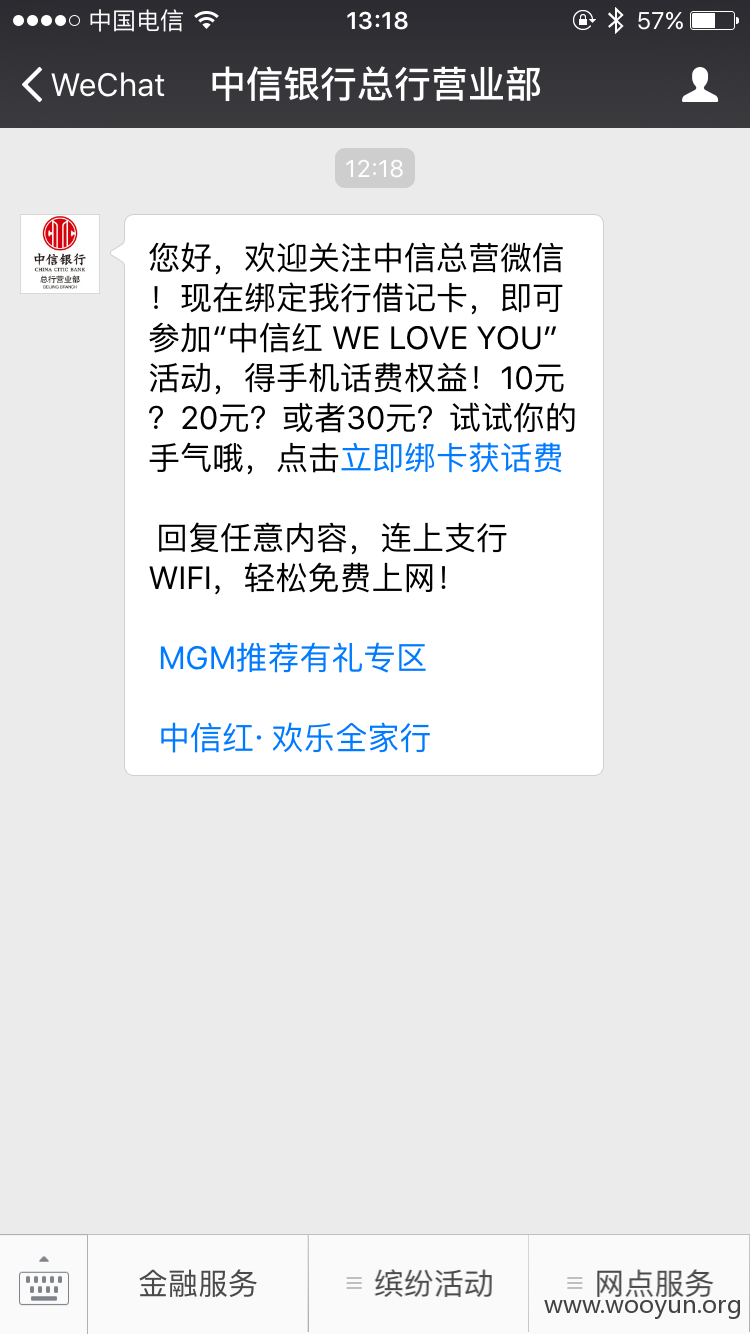 中国电信 13:18 57%
WeChat 中信银行总行营业部
12:18
中信银行
CHINA CITIC BANK
总行营业部
BEIJING BRANCH
您好，欢迎关注中信总营微信
！现在绑定我行借记卡，即可
参加“中信红 WE LOVE YOU”
活动，得手机话费权益！10元
？20元？或者30元？试试你的
手气哦，点击立即绑卡获话费
回复任意内容，连上支行
WIFI，轻松免费上网！
MGM推荐有礼专区
中信红· 欢乐全家行
金融服务 缤纷活动 网点服务
www.wooyun.org